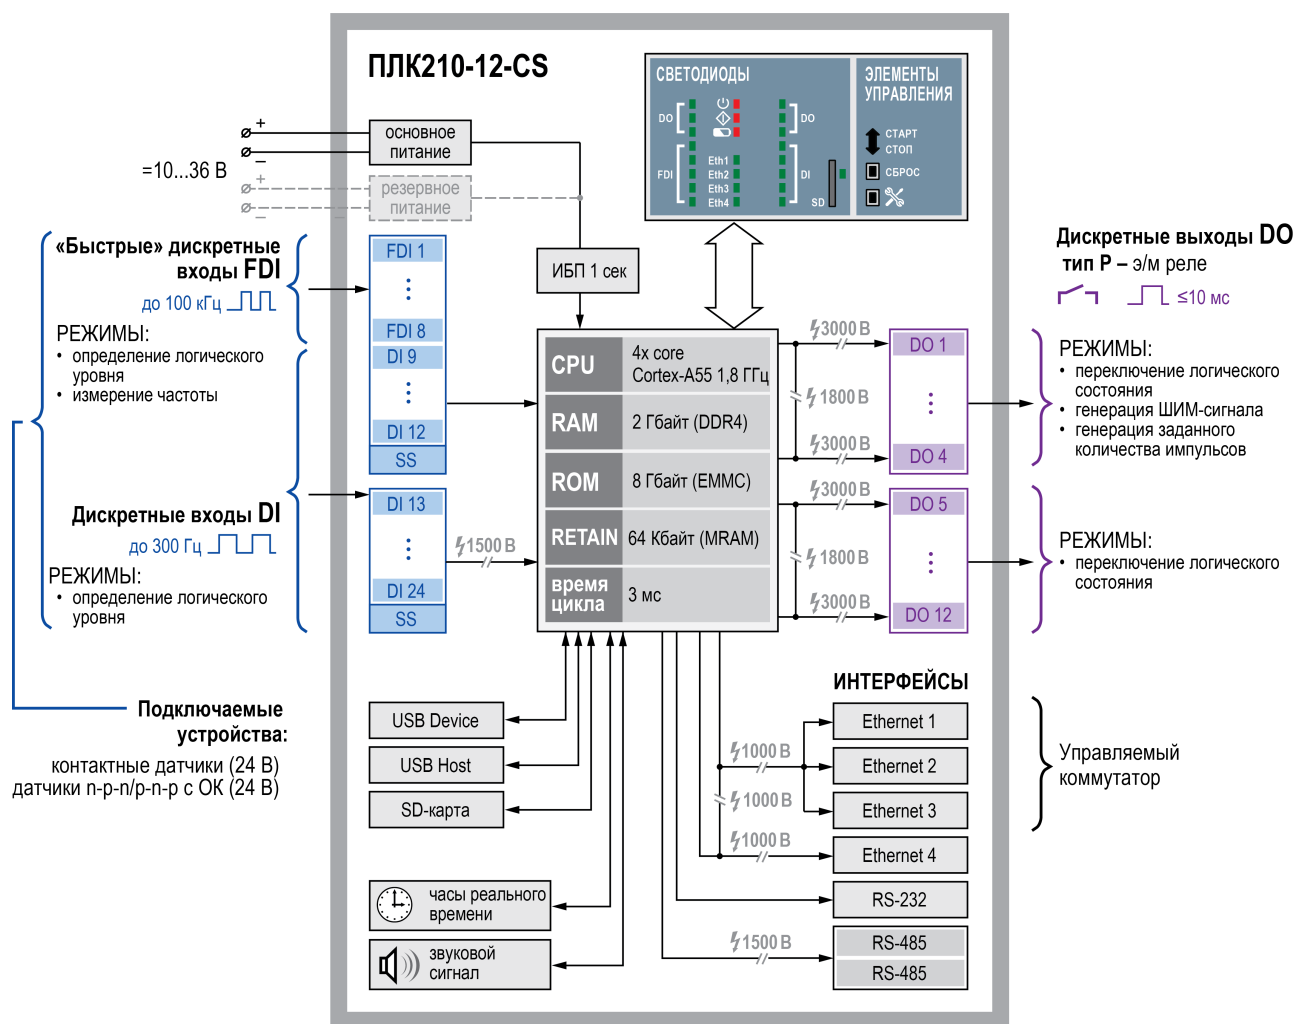 ПЛК210-12-CS
СВЕТОДИОДЫ
DO
DO
FDI
Eth1
Eth2
Eth3
Eth4
DI
SD
ЭЛЕМЕНТЫ
УПРАВЛЕНИЯ
СТАРТ
СТОП
СБРОС
=10...36 В
+
–
+
–
основное
питание
резервное
питание
ИБП 1 сек
«Быстрые» дискретные
входы FDI
до 100 кГц
РЕЖИМЫ:
• определение логического
уровня
• измерение частоты
Дискретные входы DI
до 300 Гц
РЕЖИМЫ:
• определение логического
уровня
Подключаемые
устройства:
контактные датчики (24 В)
датчики n-p-n/p-n-p с ОК (24 В)
FDI 1
FDI 8
DI 9
DI 12
SS
DI 13
DI 24
SS
1500 В
CPU
4x core
Cortex-A55 1,8 ГГц
RAM
2 Гбайт (DDR4)
ROM
8 Гбайт (EMMC)
RETAIN
64 Кбайт (MRAM)
время
цикла
3 мс
3000 В
1800 В
3000 В
3000 В
1800 В
3000 В
DO 1
DO 4
DO 5
DO 12
Дискретные выходы DO
тип Р – э/м реле
≤10 мс
РЕЖИМЫ:
• переключение логического
состояния
• генерация ШИМ-сигнала
• генерация заданного
количества импульсов
РЕЖИМЫ:
• переключение логического
состояния
USB Device
USB Host
SD-карта
часы реального
времени
звуковой
сигнал
ИНТЕРФЕЙСЫ
1000 В
1000 В
1000 В
1500 В
Ethernet 1
Ethernet 2
Ethernet 3
Ethernet 4
RS-232
RS-485
RS-485
Управляемый
коммутатор